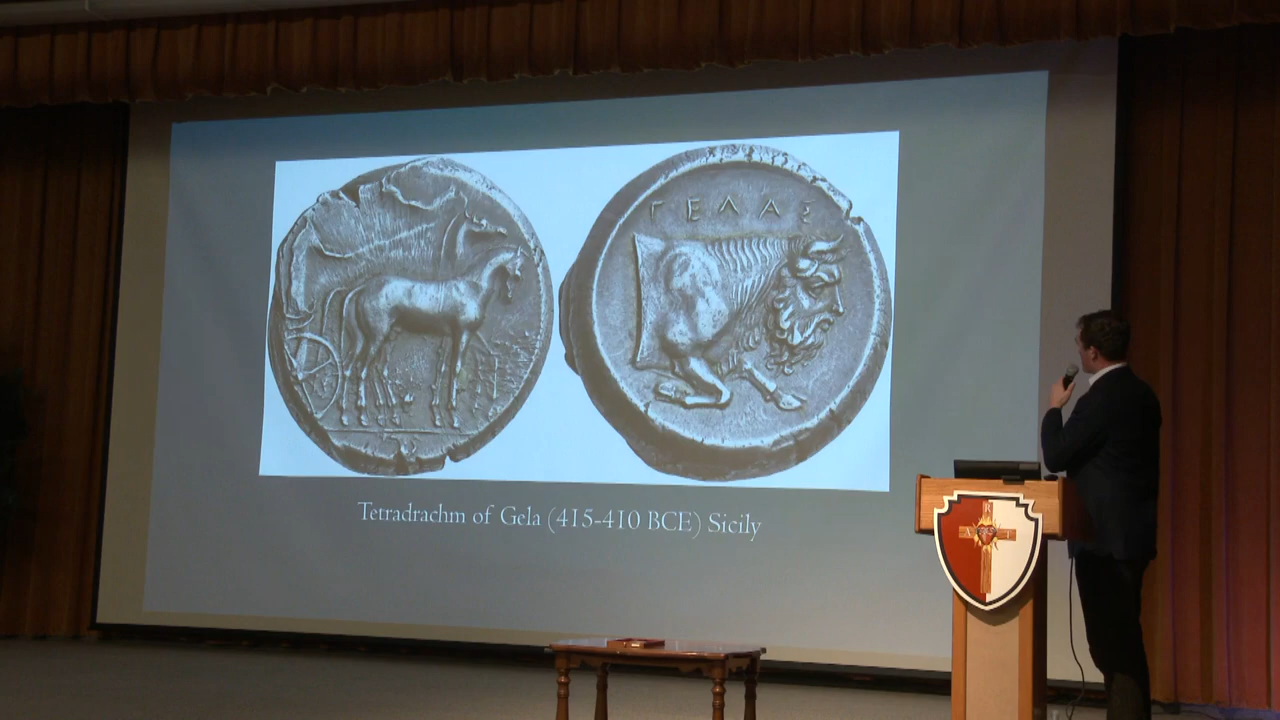 ΓΕΛΑΣ
Tetradrachm of Gela (415-410 BCE) Sicily
R
A
I